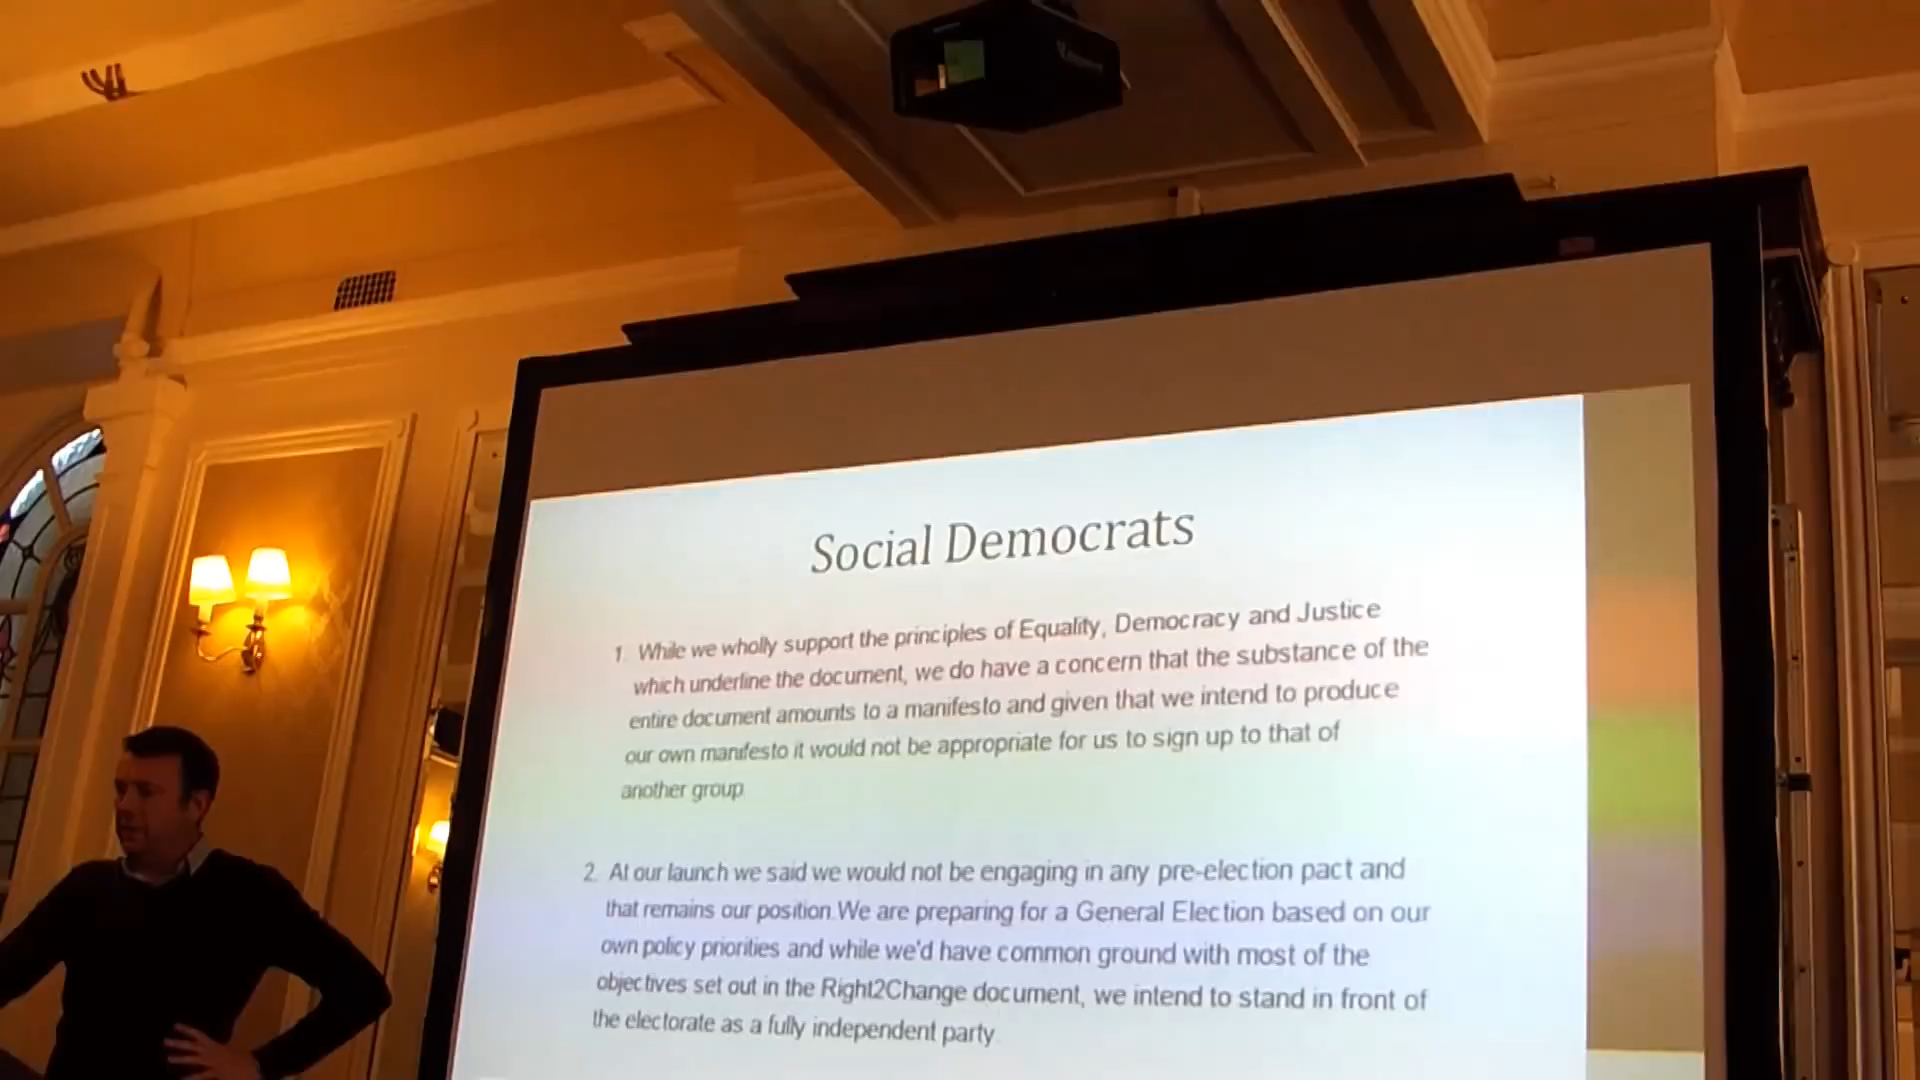 Social Democrats
1. While we wholly support the principles of Equality, Democracy and Justice
which underline the document, we do have a concern that the substance of the
entire document amounts to a manifesto and given that we intend to produce
our own manifesto it would not be appropriate for us to sign up to that of
another group
2. At our launch we said we would not be engaging in any pre-election pact and
that remains our position.We are preparing for a General Election based on our
own policy priorities and while we'd have common ground with most of the
objectives set out in the Right2Change document, we intend to stand in front of
the electorate as a fully independent party